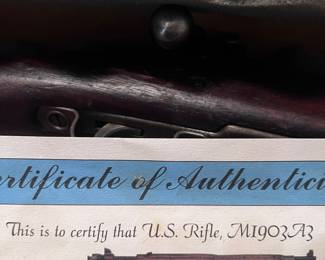 ertificate of Authentici
This is to certify that U.S. Rifle, M1903A3